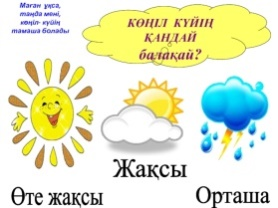 Маған ұқса,
таңда мені,
көңіл- күйің
тамаша болады
КӨҢІЛ КҮЙІҢ
ҚАНДАЙ
балақай?
Жақсы
Өте жақсы
Орташа